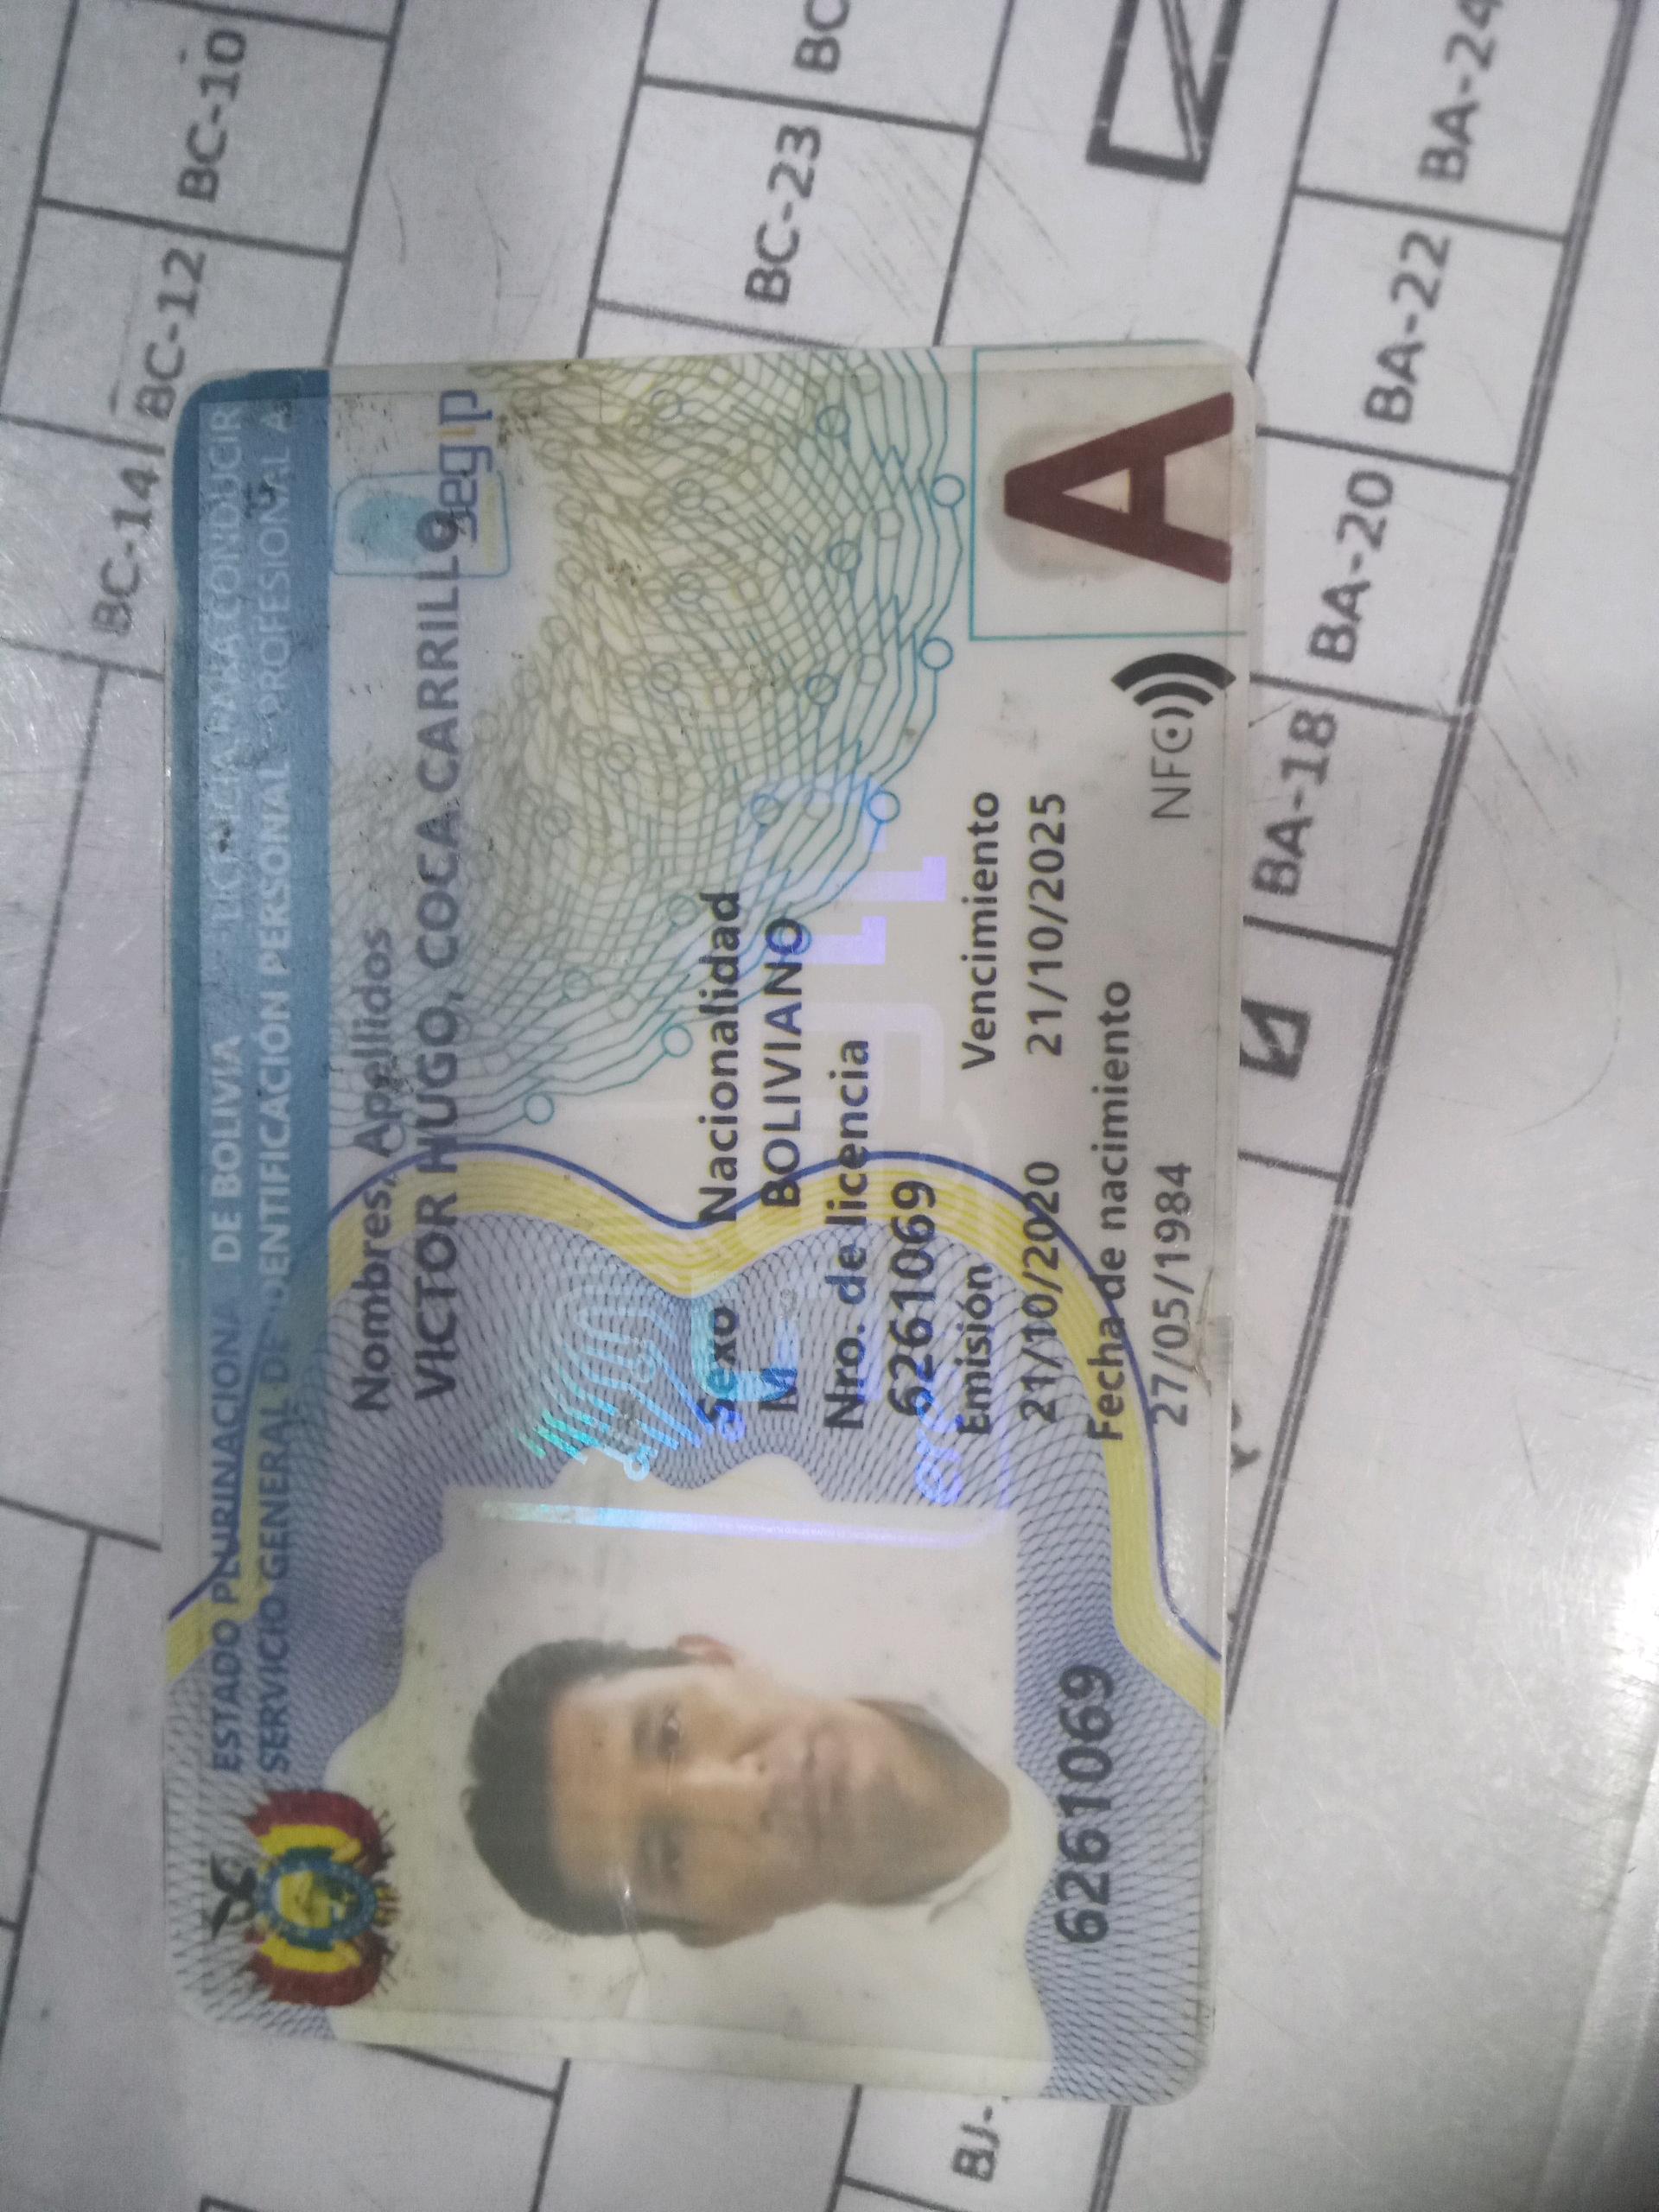 ESTADO PLURINACIONAL DE BOLIVIA LICENCIA PARA CONDUCIR
SERVICIO GENERAL DE IDENTIFICACIÓN PERSONAL PROFESIONAL A
segip
Nombres, Apellidos
VICTOR HUGO, COCA CARRILLO
Sexo Nacionalidad
M BOLIVIANO
Nro. de licencia
6261069
Emisión Vencimiento
21/10/2020 21/10/2025
Fecha de nacimiento
27/05/1984
NFC
A
6261069
BC-14
BC-12
BC-10
BC-23
BC
BA-18
BA-20
BA-22
BA-24
BJ-